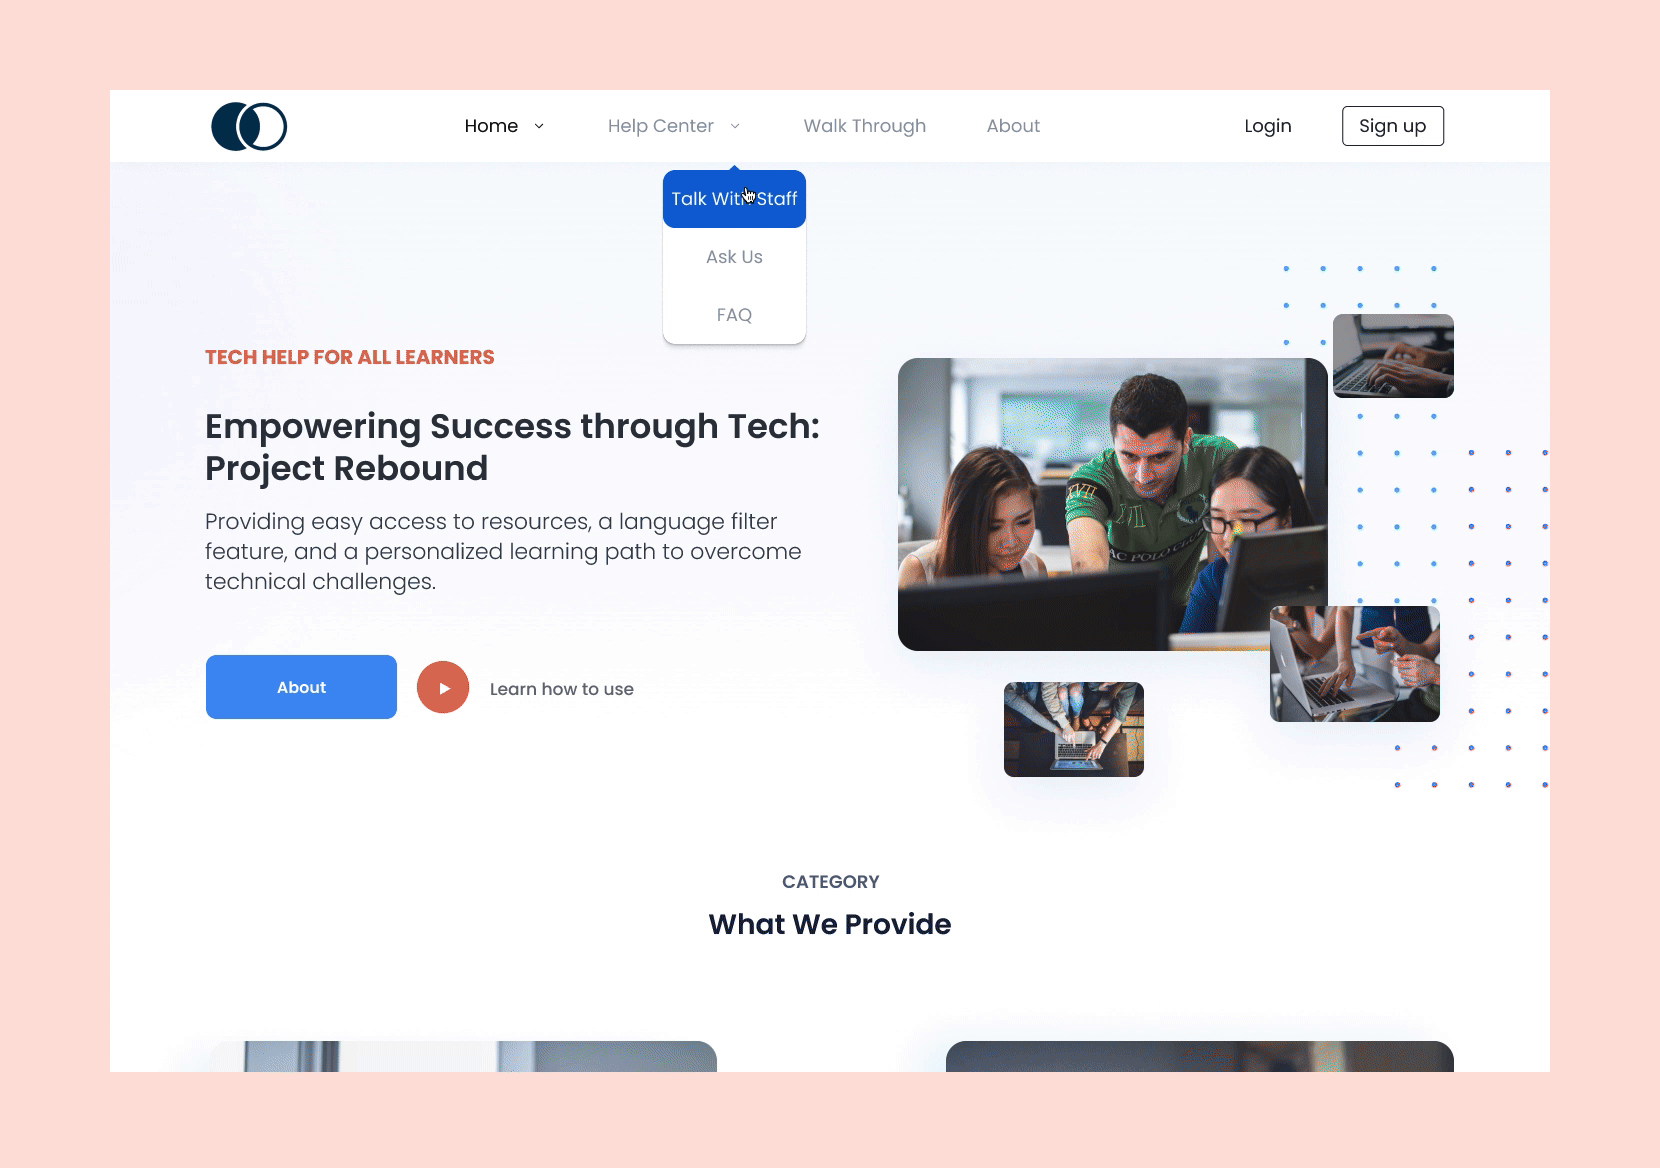 Home
Help Center
Walk Through
About
Login
Sign up
Talk With Staff
Ask Us
FAQ
TECH HELP FOR ALL LEARNERS
Empowering Success through Tech:
Project Rebound
Providing easy access to resources, a language filter
feature, and a personalized learning path to overcome
technical challenges.
About
Learn how to use
CATEGORY
What We Provide